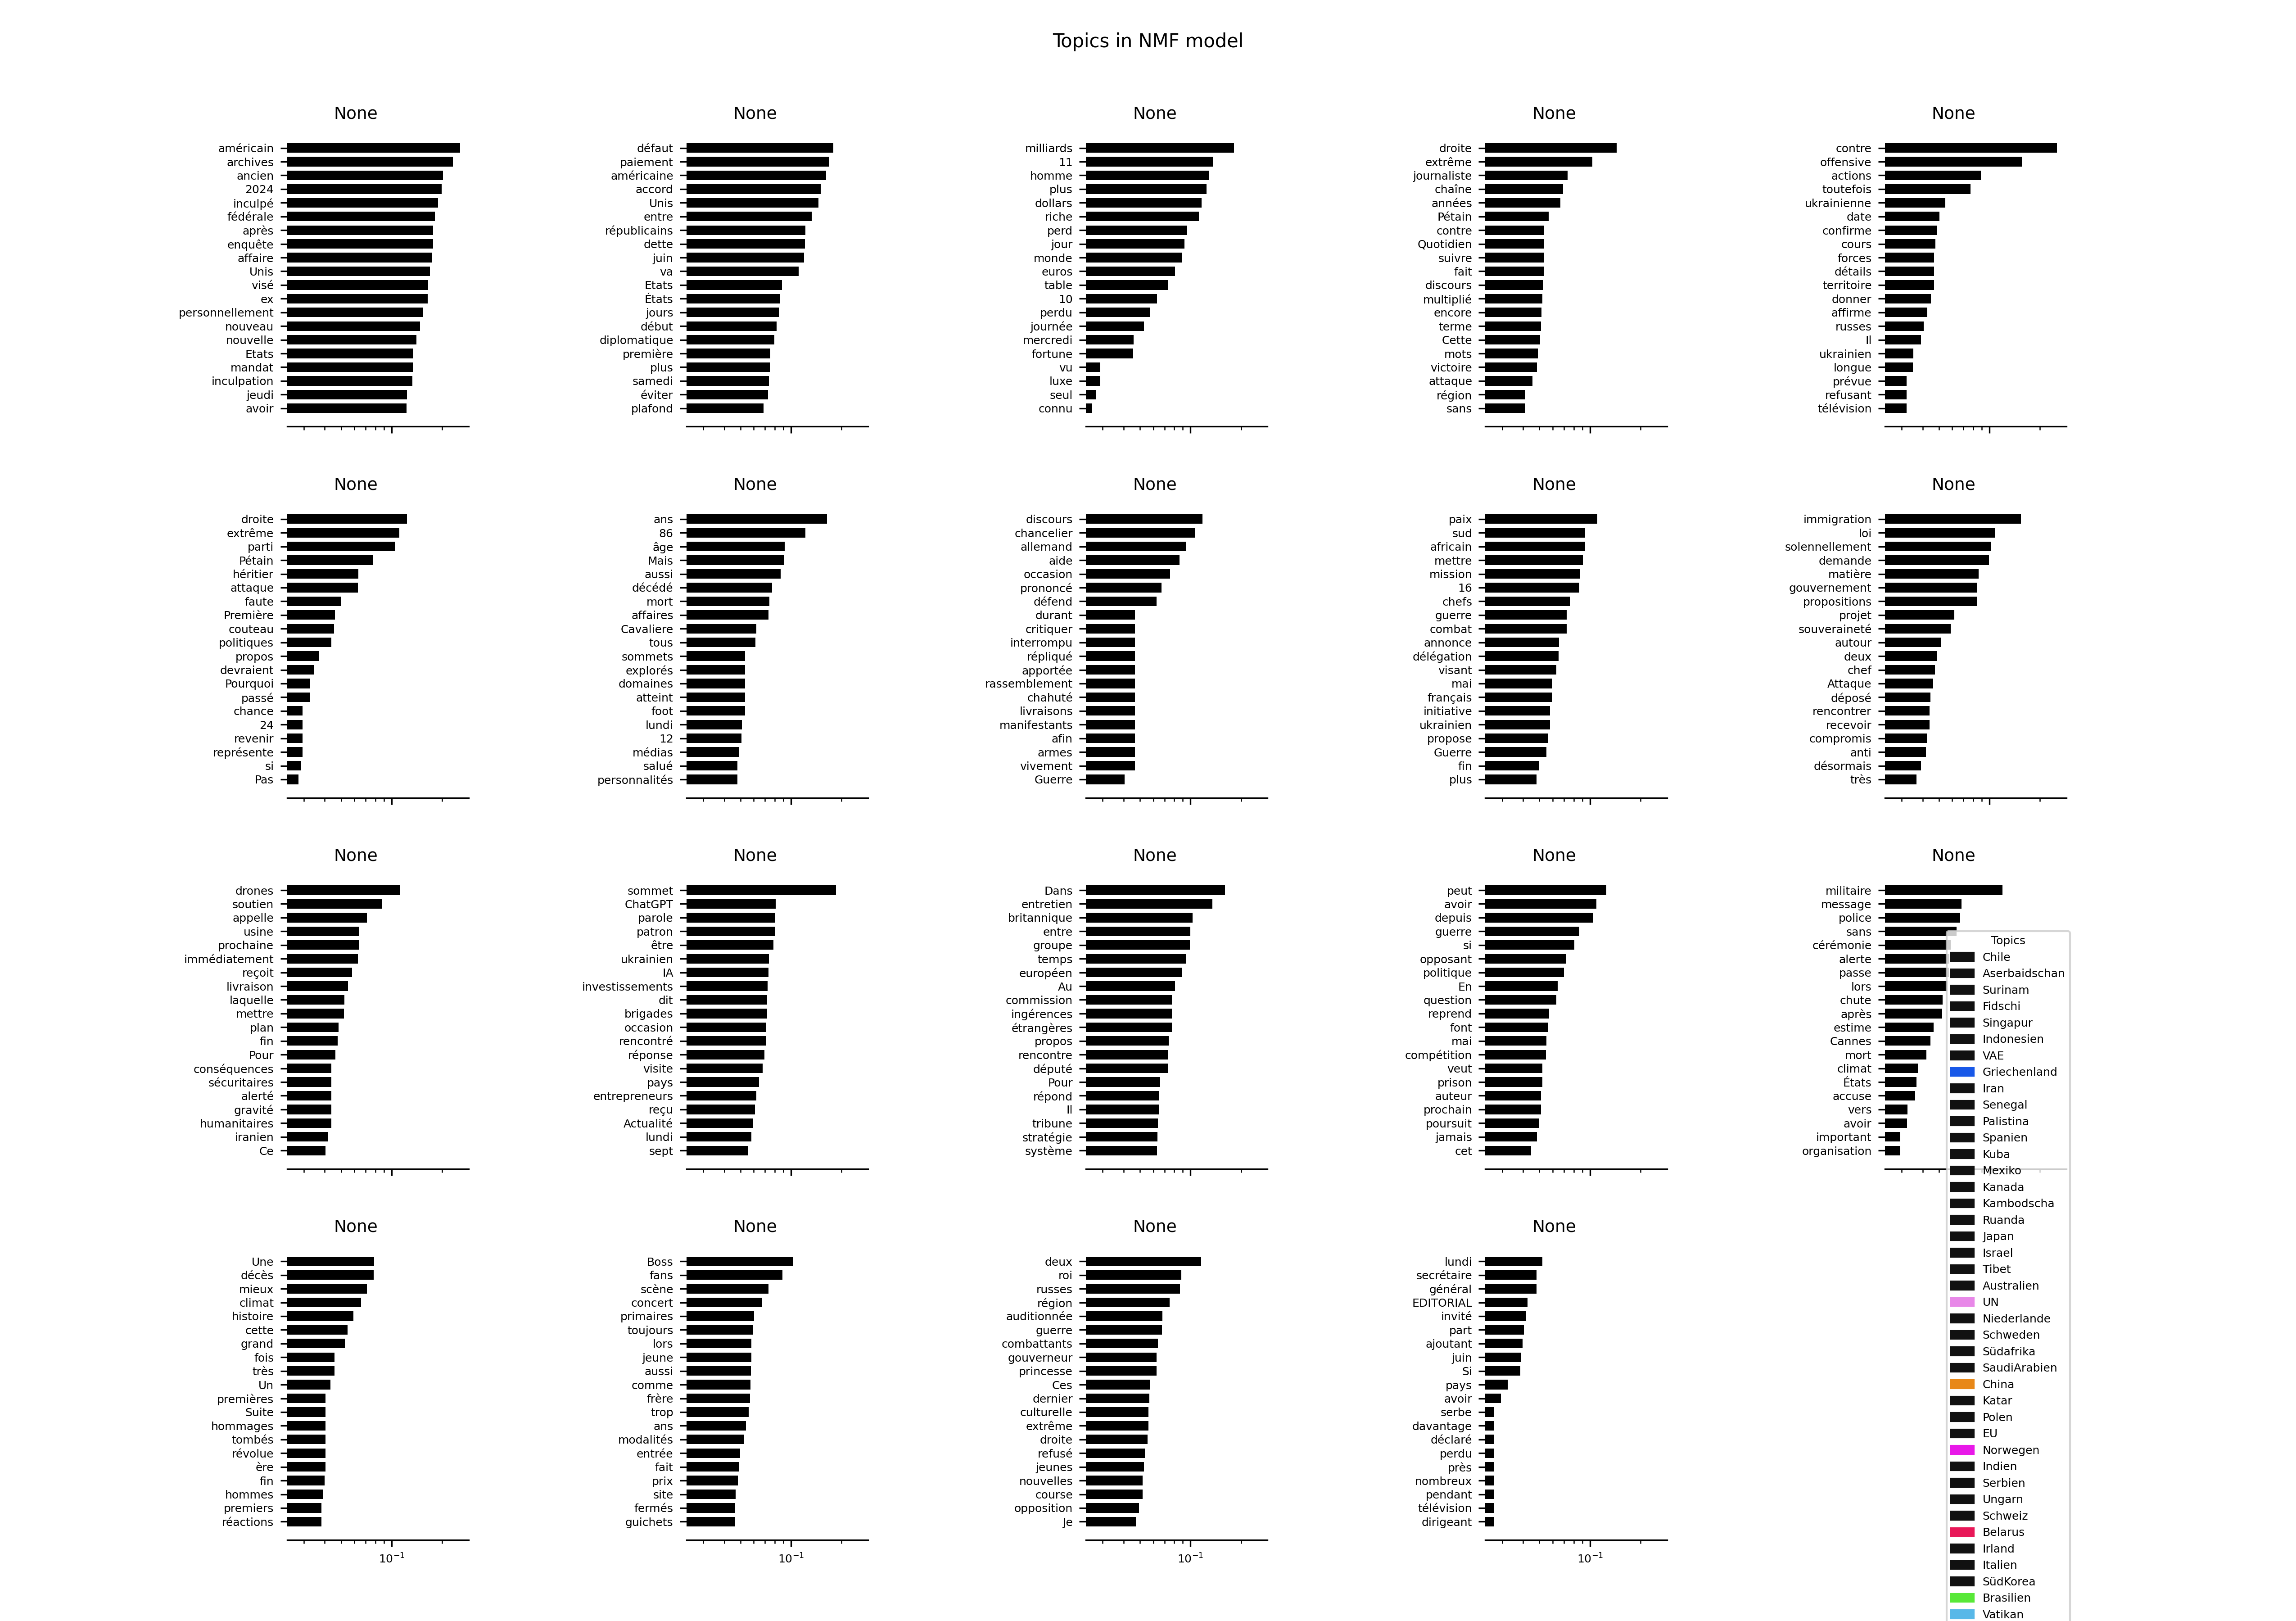 Topics in NMF model
None
américain
archives
ancien
2024
inculpé
fédérale
après
enquête
affaire
Unis
visé
ex
personnellement
nouveau
nouvelle
Etats
mandat
inculpation
jeudi
avoir
None
défaut
paiement
américaine
accord
Unis
entre
républicains
dette
juin
va
Etats
États
jours
début
diplomatique
première
plus
samedi
éviter
plafond
None
milliards
11
homme
plus
dollars
riche
perd
jour
monde
euros
table
10
perdu
journée
mercredi
fortune
vu
luxe
seul
connu
None
droite
extrême
journaliste
chaîne
années
Pétain
contre
Quotidien
suivre
fait
discours
multiplié
encore
terme
Cette
mots
victoire
attaque
région
sans
None
contre
offensive
actions
toutefois
ukrainienne
date
confirme
cours
forces
détails
territoire
donner
affirme
russes
Il
ukrainien
longue
prévue
refusant
télévision
None
droite
extrême
parti
Pétain
héritier
attaque
faute
Première
couteau
politiques
propos
devraient
Pourquoi
passé
chance
24
revenir
représente
si
Pas
None
ans
86
âge
Mais
aussi
décédé
mort
affaires
Cavaliere
tous
sommets
explorés
domaines
atteint
foot
lundi
12
médias
salué
personnalités
None
discours
chancelier
allemand
aide
occasion
prononcé
défend
durant
critiquer
interrompu
répliqué
apportée
rassemblement
chahuté
livraisons
manifestants
afin
armes
vivement
Guerre
None
paix
sud
africain
mettre
mission
16
chefs
guerre
combat
annonce
délégation
visant
mai
français
initiative
ukrainien
propose
Guerre
fin
plus
None
immigration
loi
solennellement
demande
matière
gouvernement
propositions
projet
souveraineté
autour
deux
chef
Attaque
déposé
rencontrer
recevoir
compromis
anti
désormais
très
None
drones
soutien
appelle
usine
prochaine
immédiatement
reçoit
livraison
laquelle
mettre
plan
fin
Pour
conséquences
sécuritaires
alerté
gravité
humanitaires
iranien
Ce
None
sommet
ChatGPT
parole
patron
être
ukrainien
IA
investissements
dit
brigades
occasion
rencontré
réponse
visite
pays
entrepreneurs
reçu
Actualité
lundi
sept
None
Dans
entretien
britannique
entre
groupe
temps
européen
Au
commission
ingérences
étrangères
propos
rencontre
député
Pour
répond
Il
tribune
stratégie
système
None
peut
avoir
depuis
guerre
si
opposant
politique
En
question
reprend
font
mai
compétition
veut
prison
auteur
prochain
poursuit
jamais
cet
None
militaire
message
police
sans
cérémonie
alerte
passe
lors
chute
après
estime
Cannes
mort
climat
États
accuse
vers
avoir
important
organisation
None
Une
décès
mieux
climat
histoire
cette
grand
fois
très
Un
premières
Suite
hommages
tombés
révolue
ère
fin
hommes
premiers
réactions
10⁻¹
None
Boss
fans
scène
concert
primaires
toujours
lors
jeune
aussi
comme
frère
trop
ans
modalités
entrée
fait
prix
site
fermés
guichets
10⁻¹
None
deux
roi
russes
région
auditionnée
guerre
combattants
gouverneur
princesse
Ces
dernier
culturelle
extrême
droite
refusé
jeunes
nouvelles
course
opposition
Je
10⁻¹
None
lundi
secrétaire
général
EDITORIAL
invité
part
ajoutant
juin
Si
pays
avoir
serbe
davantage
déclaré
perdu
près
nombreux
pendant
télévision
dirigeant
10⁻¹
Topics
Chile
Aserbaidschan
Surinam
Fidschi
Singapur
Indonesien
VAE
Griechenland
Iran
Senegal
Palistina
Spanien
Kuba
Mexiko
Kanada
Kambodscha
Ruanda
Japan
Israel
Tibet
Australien
UN
Niederlande
Schweden
Südafrika
SaudiArabien
China
Katar
Polen
EU
Norwegen
Indien
Serbien
Ungarn
Schweiz
Belarus
Irland
Italien
SüdKorea
Brasilien
Vatikan